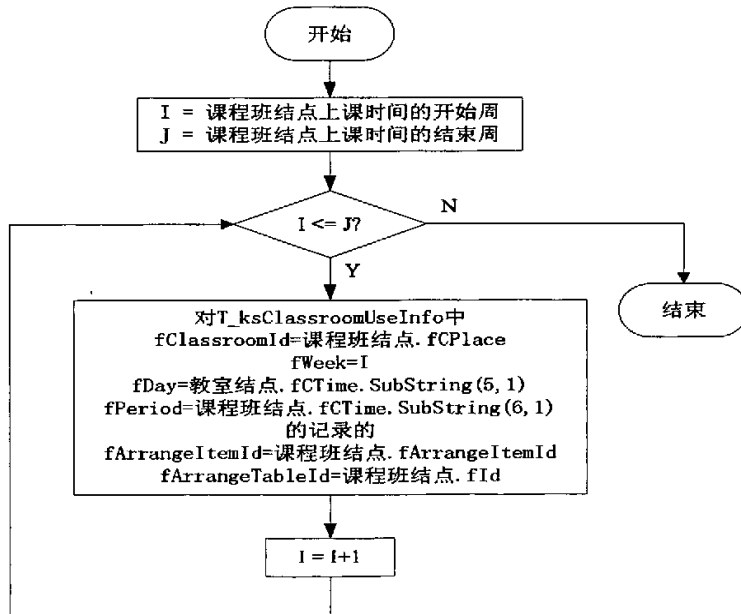 开始
I = 课程班结点上课时间的开始周
J = 课程班结点上课时间的结束周
I <= J?
N
Y
结束
对T_ksClassroomUseInfo中
fClassroomId=课程班结点.fCPlace
fWeek=I
fDay=教室结点.fCTime.SubString(5,1)
fPeriod=课程班结点.fCTime.SubString(6,1)
的记录的
fArrangeItemId=课程班结点.fArrangeItemId
fArrangeTableId=课程班结点.fId
I = I+1